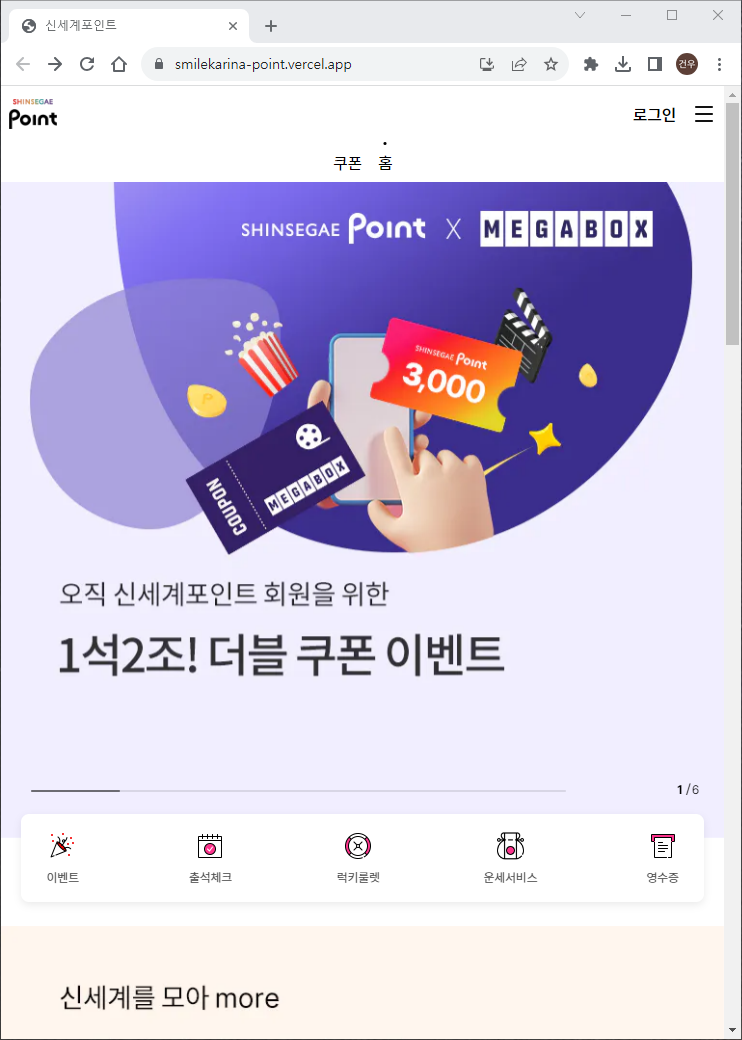 신세계포인트
smilekarina-point.vercel.app
건우
SHINSEGAE
Point
로그인
쿠폰 홈
SHINSEGAE Point X MEGABOX
SHINSEGAE Point
3,000
COUPON
MEGABOX
P
오직 신세계포인트 회원을 위한
1석2조! 더블 쿠폰 이벤트
1/6
이벤트 출석체크 럭키룰렛 운세서비스 영수증
신세계를 모아 more